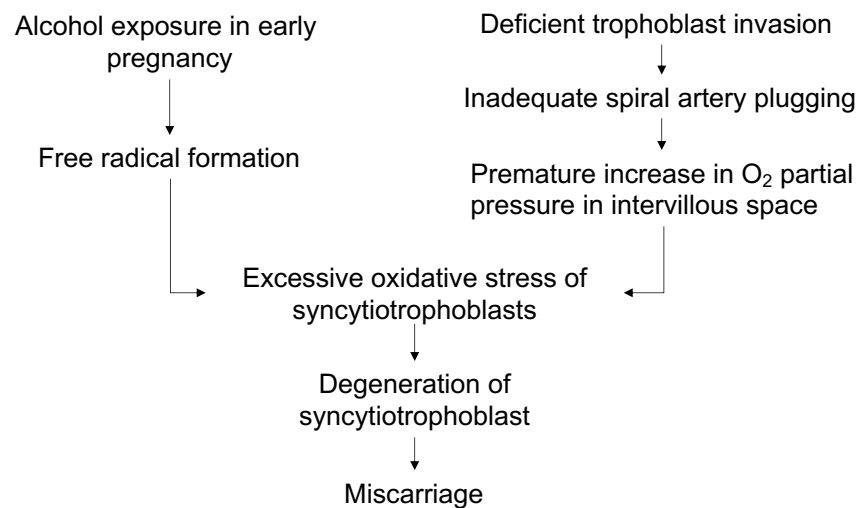 Alcohol exposure in early
pregnancy
Free radical formation
Deficient trophoblast invasion
Inadequate spiral artery plugging
Premature increase in O₂ partial
pressure in intervillous space
Excessive oxidative stress of
syncytiotrophoblasts
Degeneration of
syncytiotrophoblast
Miscarriage